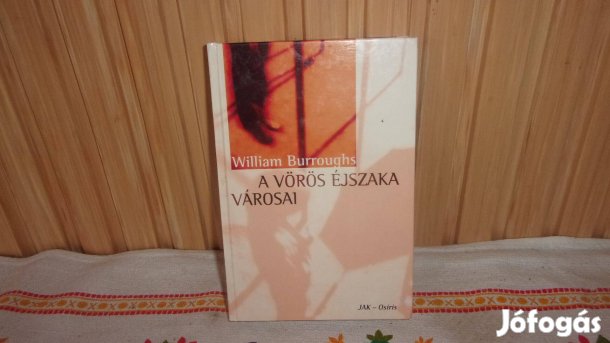 William Burroughs
A VÖRÖS ÉJSZAKA
VÁROSAI
JAK – Osiris
Jófogás